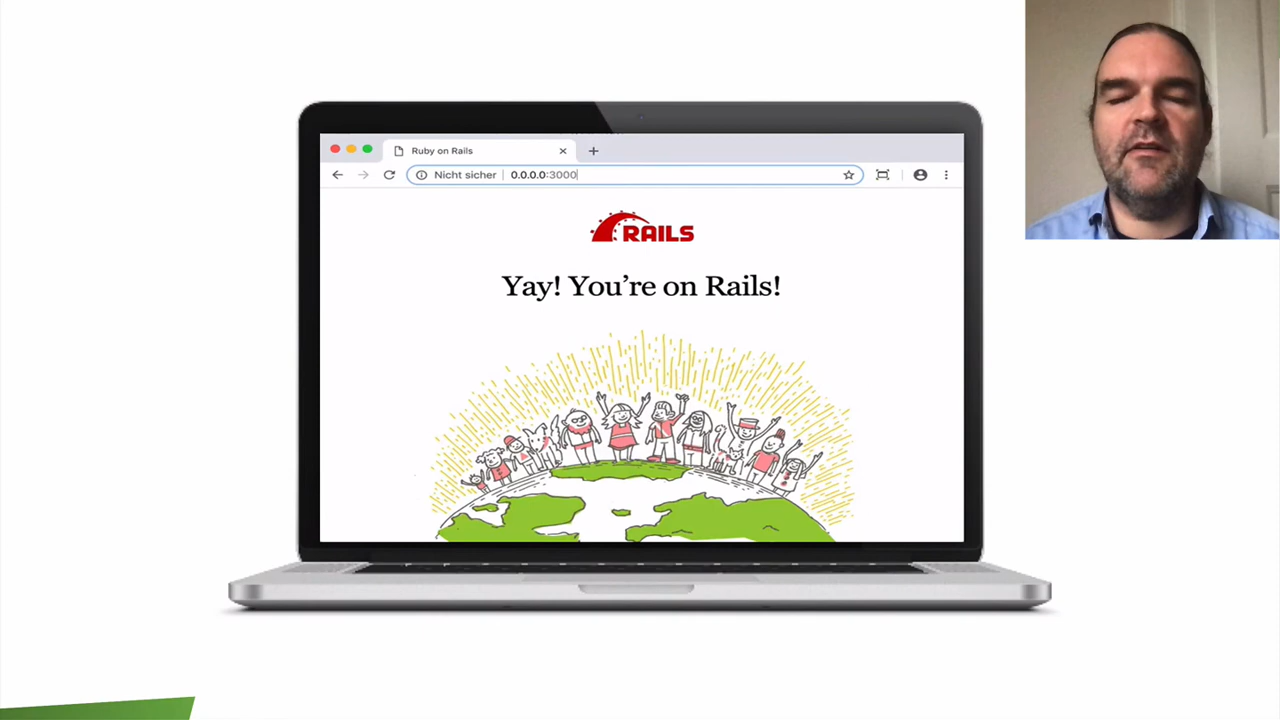 Ruby on Rails
Nicht sicher 0.0.0.0:3000
RAILS
Yay! You’re on Rails!